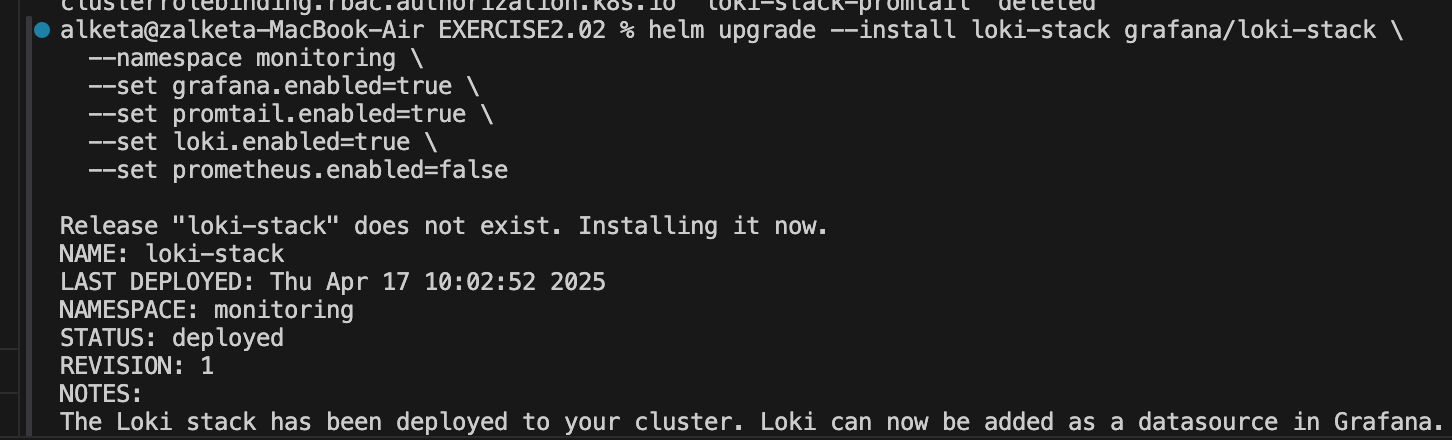 clusterrolebinding.rbac.authorization.k8s.io "loki-stack-promtail" deleted
alketa@zalketa-MacBook-Air EXERCISE2.02 % helm upgrade --install loki-stack grafana/loki-stack \
--namespace monitoring \
--set grafana.enabled=true \
--set promtail.enabled=true \
--set loki.enabled=true \
--set prometheus.enabled=false
Release "loki-stack" does not exist. Installing it now.
NAME: loki-stack
LAST DEPLOYED: Thu Apr 17 10:02:52 2025
NAMESPACE: monitoring
STATUS: deployed
REVISION: 1
NOTES:
The Loki stack has been deployed to your cluster. Loki can now be added as a datasource in Grafana.